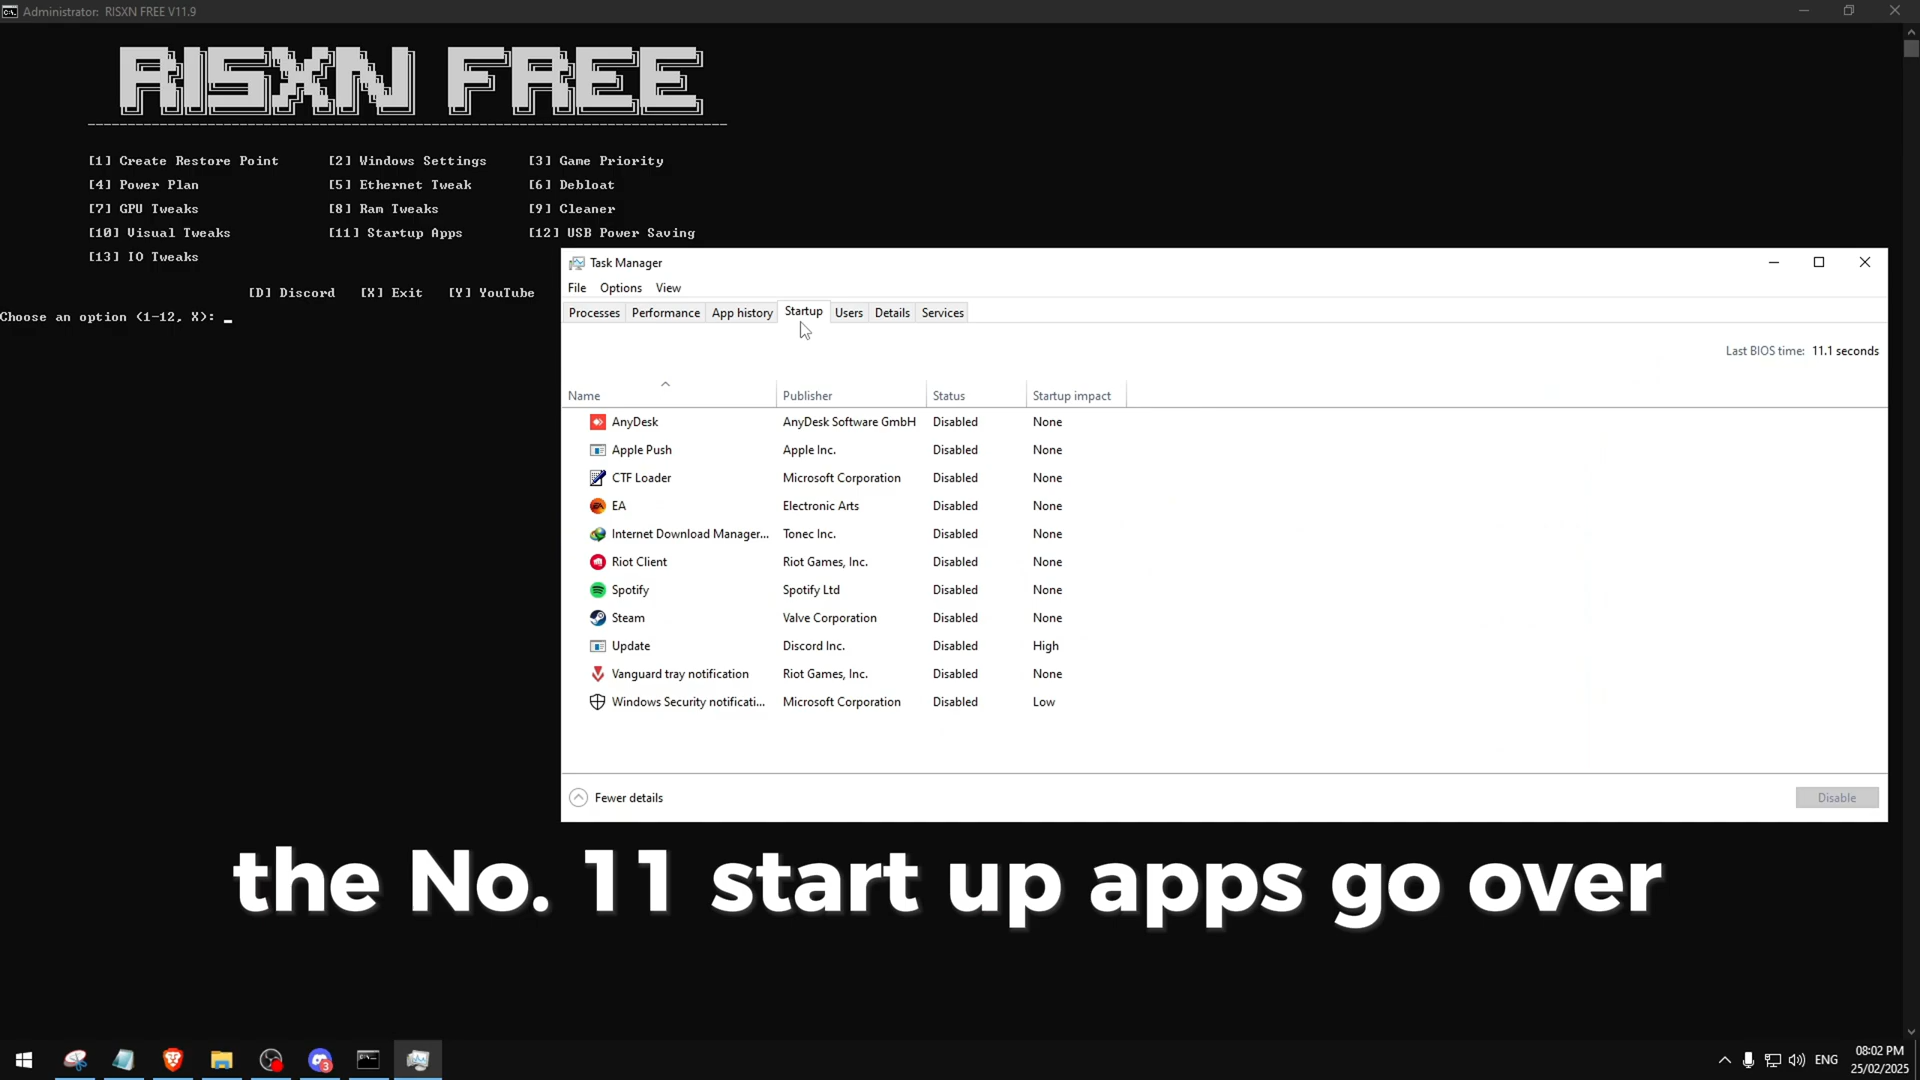 Administrator: RISXN FREE V11.9
RISXN FREE
[1] Create Restore Point [2] Windows Settings [3] Game Priority
[4] Power Plan [5] Ethernet Tweak [6] Debloat
[7] GPU Tweaks [8] Ram Tweaks [9] Cleaner
[10] Visual Tweaks [11] Startup Apps [12] USB Power Saving
[13] IO Tweaks
[D] Discord [X] Exit [Y] YouTube
Choose an option (1-12, X): _
Task Manager
File Options View
Processes Performance App history Startup Users Details Services
Last BIOS time: 11.1 seconds
Name Publisher Status Startup impact
AnyDesk AnyDesk Software GmbH Disabled None
Apple Push Apple Inc. Disabled None
CTF Loader Microsoft Corporation Disabled None
EA Electronic Arts Disabled None
Internet Download Manager... Tonec Inc. Disabled None
Riot Client Riot Games, Inc. Disabled None
Spotify Spotify Ltd Disabled None
Steam Valve Corporation Disabled None
Update Discord Inc. Disabled High
Vanguard tray notification Riot Games, Inc. Disabled None
Windows Security notificati... Microsoft Corporation Disabled Low
Fewer details Disable
the No. 11 start up apps go over
3
ENG
08:02 PM
25/02/2025